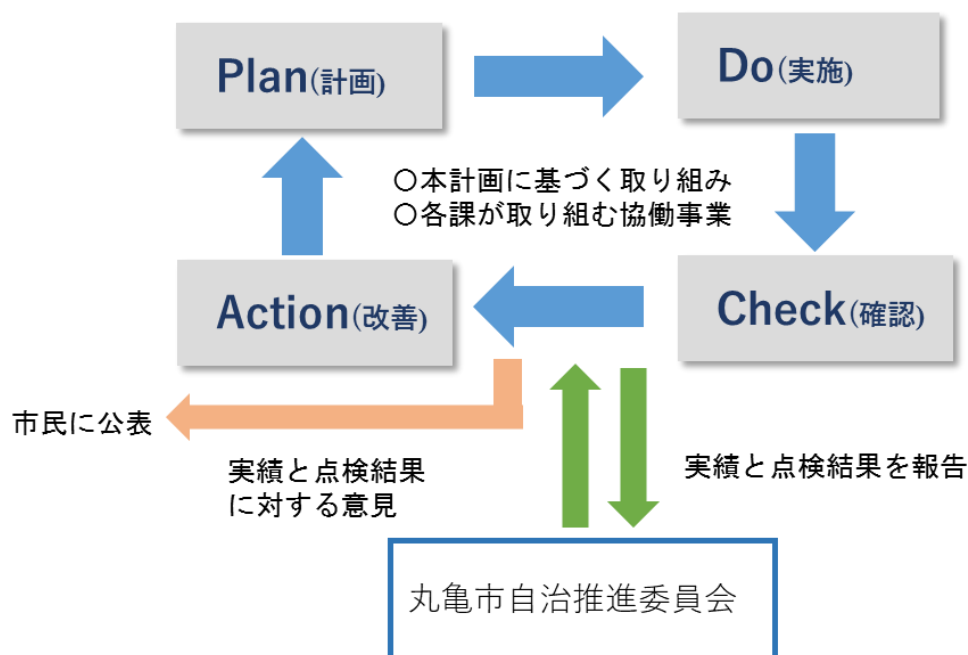 Plan(計画)
Do(実施)
○本計画に基づく取り組み
○各課が取り組む協働事業
Action(改善)
Check(確認)
市民に公表
実績と点検結果
に対する意見
実績と点検結果を報告
丸亀市自治推進委員会